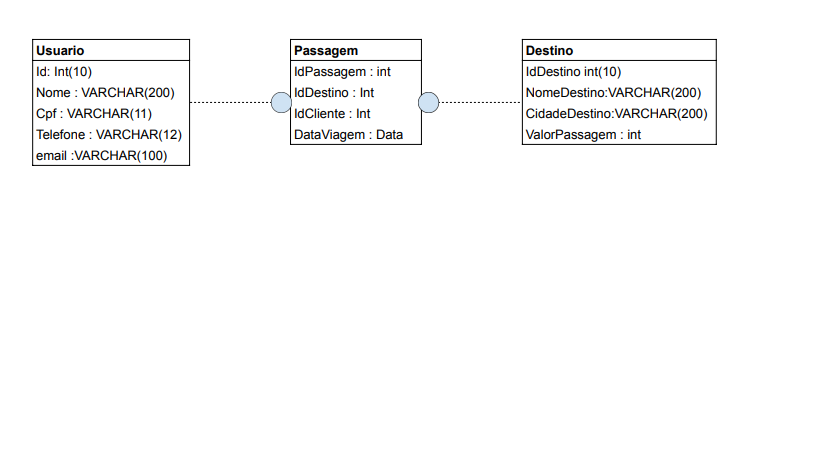 Usuario
Id: Int(10)
Nome : VARCHAR(200)
Cpf : VARCHAR(11)
Telefone : VARCHAR(12)
email :VARCHAR(100)
Passagem
IdPassagem : int
IdDestino : Int
IdCliente : Int
DataViagem : Data
Destino
IdDestino int(10)
NomeDestino:VARCHAR(200)
CidadeDestino:VARCHAR(200)
ValorPassagem : int